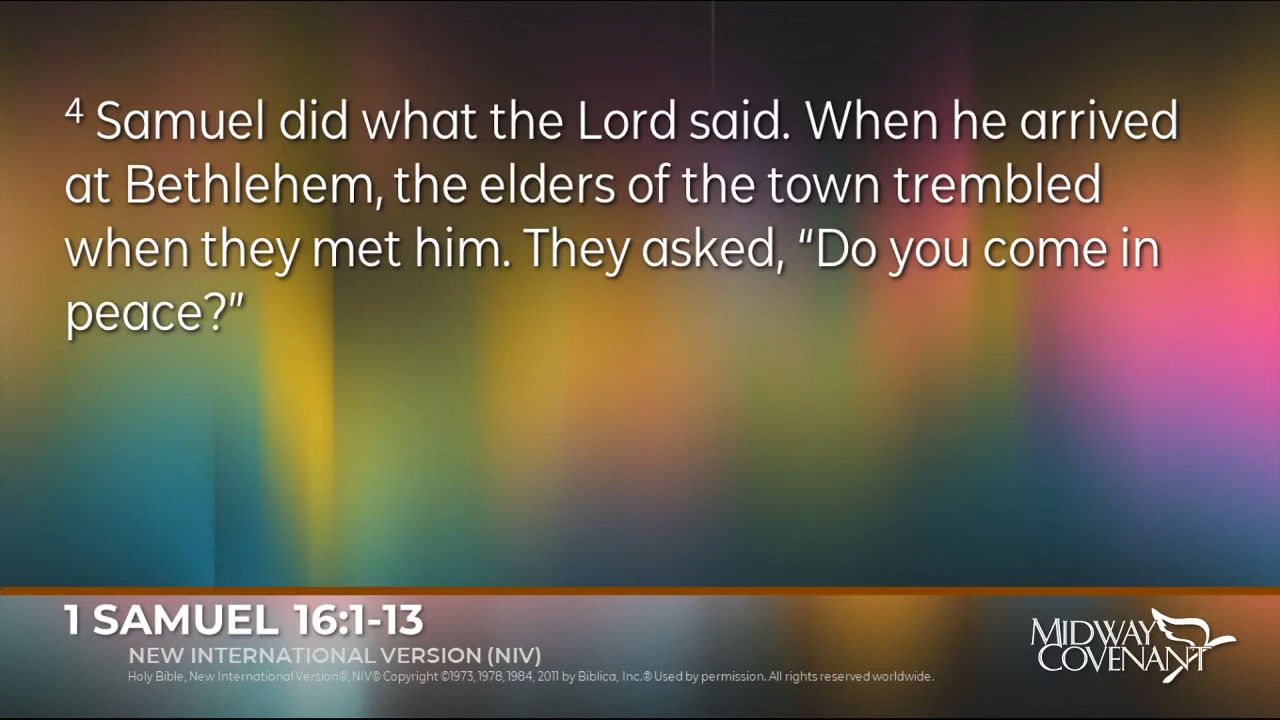 ⁴ Samuel did what the Lord said. When he arrived
at Bethlehem, the elders of the town trembled
when they met him. They asked, “Do you come in
peace?”
1 SAMUEL 16:1-13
NEW INTERNATIONAL VERSION (NIV)
Holy Bible, New International Version®, NIV® Copyright ©1973, 1978, 1984, 2011 by Biblica, Inc.® Used by permission. All rights reserved worldwide.
MIDWAY
COVENANT